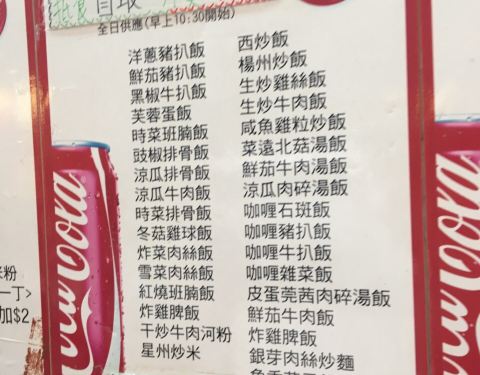 自取
全日供應(早上10:30開始)
洋蔥豬扒飯
鮮茄豬扒飯
黑椒牛扒飯
芙蓉蛋飯
時菜班腩飯
豉椒排骨飯
涼瓜排骨飯
涼瓜牛肉飯
時菜排骨飯
冬菇雞球飯
炸菜肉絲飯
雪菜肉絲飯
紅燒班腩飯
炸雞脾飯
干炒牛肉河粉
星州炒米
西炒飯
楊州炒飯
生炒雞絲飯
生炒牛肉飯
咸魚雞粒炒飯
菜遠北菇湯飯
鮮茄牛肉湯飯
涼瓜肉碎湯飯
咖喱石斑飯
咖喱豬扒飯
咖喱牛扒飯
咖喱雜菜飯
皮蛋莞茜肉碎湯飯
鮮茄牛肉飯
炸雞脾飯
銀芽肉絲炒麵
米粉
一丁>
加$2
Coca Cola
Coca Cola